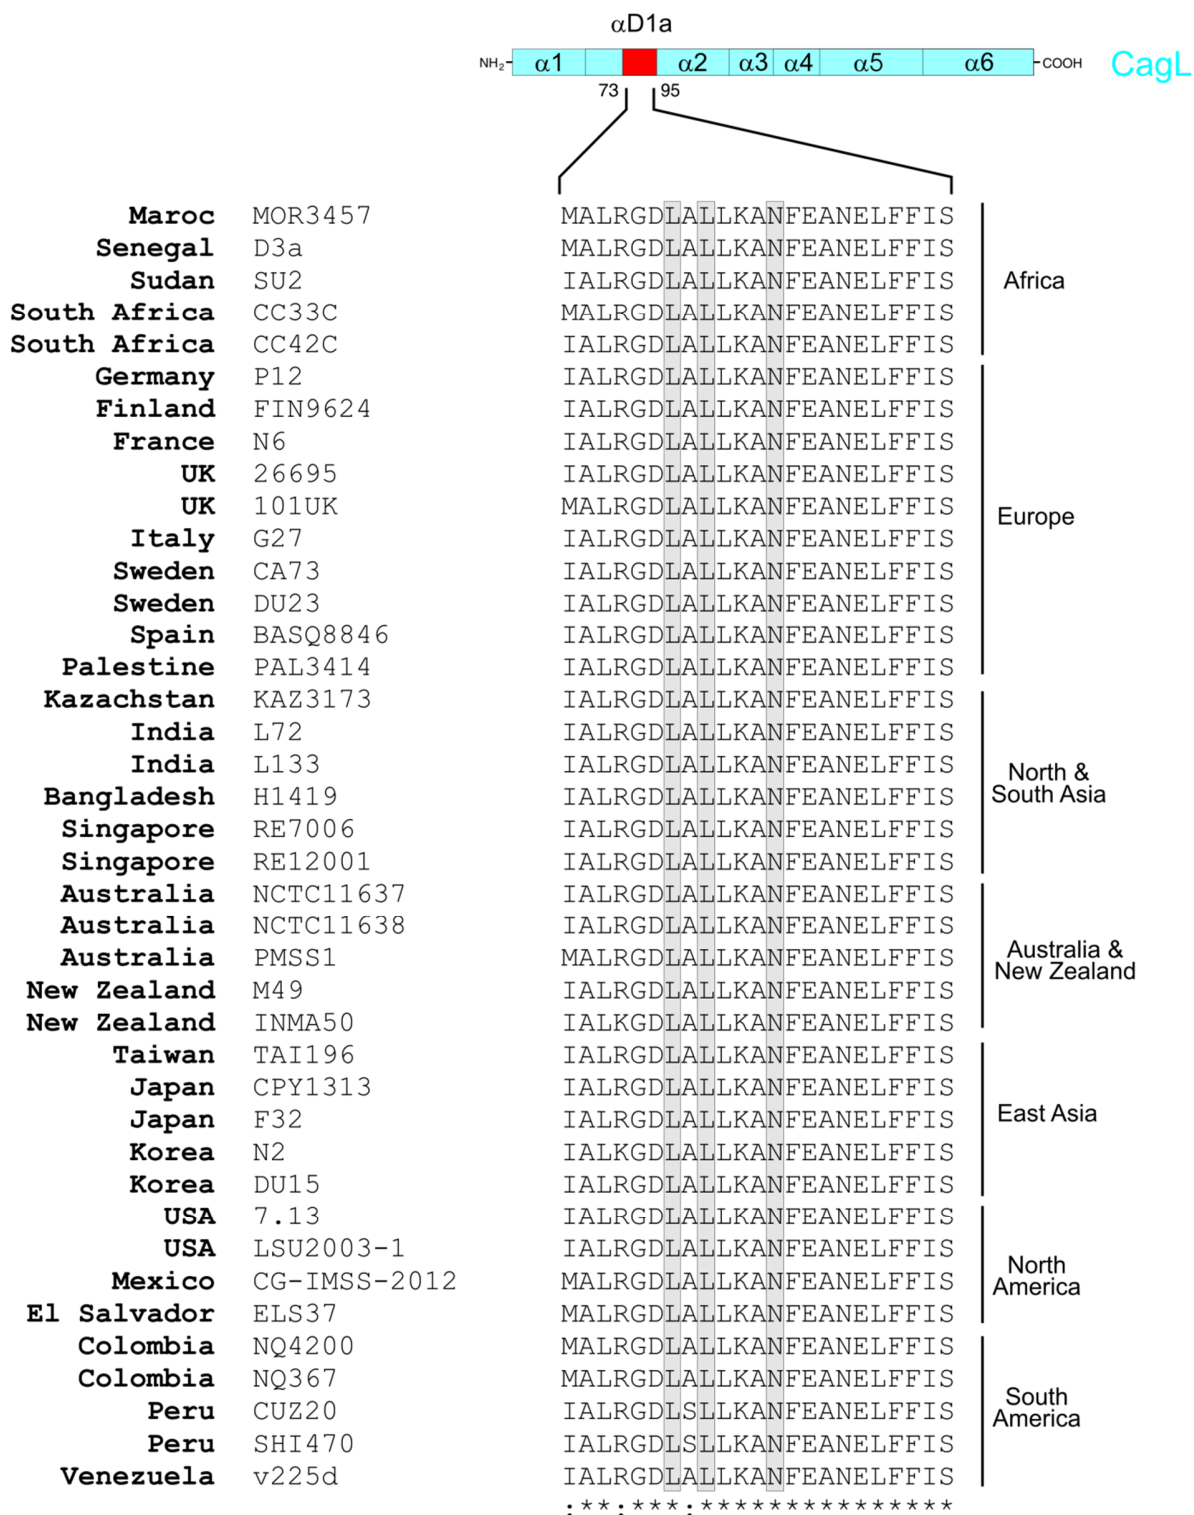 αD1a
NH2 α1 α2 α3 α4 α5 α6 COOH CagL
73 95
Maroc MOR3457 MALRGDLALLKANFEANELFFIS
Senegal D3a MALRGDLALLKANFEANELFFIS
Sudan SU2 IALRGDLALLKANFEANELFFIS
Africa
South Africa CC33C MALRGDLALLKANFEANELFFIS
South Africa CC42C IALRGDLALLKANFEANELFFIS
Germany P12 IALRGDLALLKANFEANELFFIS
Finland FIN9624 IALRGDLALLKANFEANELFFIS
France N6 IALRGDLALLKANFEANELFFIS
UK 26695 IALRGDLALLKANFEANELFFIS
UK 101UK MALRGDLALLKANFEANELFFIS
Europe
Italy G27 IALRGDLALLKANFEANELFFIS
Sweden CA73 IALRGDLALLKANFEANELFFIS
Sweden DU23 IALRGDLALLKANFEANELFFIS
Spain BASQ8846 IALRGDLALLKANFEANELFFIS
Palestine PAL3414 IALRGDLALLKANFEANELFFIS
Kazachstan KAZ3173 IALRGDLALLKANFEANELFFIS
India L72 IALRGDLALLKANFEANELFFIS
India L133 IALRGDLALLKANFEANELFFIS
North &
South Asia
Bangladesh H1419 IALRGDLALLKANFEANELFFIS
Singapore RE7006 IALRGDLALLKANFEANELFFIS
Singapore RE12001 IALRGDLALLKANFEANELFFIS
Australia NCTC11637 IALRGDLALLKANFEANELFFIS
Australia NCTC11638 IALRGDLALLKANFEANELFFIS
Australia PMSS1 MALRGDLALLKANFEANELFFIS
Australia &
New Zealand
New Zealand M49 IALRGDLALLKANFEANELFFIS
New Zealand INMA50 IALKGDLALLKANFEANELFFIS
Taiwan TAI196 IALRGDLALLKANFEANELFFIS
Japan CPY1313 IALRGDLALLKANFEANELFFIS
Japan F32 IALRGDLALLKANFEANELFFIS
East Asia
Korea N2 IALKGDLALLKANFEANELFFIS
Korea DU15 IALRGDLALLKANFEANELFFIS
USA 7.13 IALRGDLALLKANFEANELFFIS
USA LSU2003-1 IALRGDLALLKANFEANELFFIS
North
America
Mexico CG-IMSS-2012 MALRGDLALLKANFEANELFFIS
El Salvador ELS37 MALRGDLALLKANFEANELFFIS
Colombia NQ4200 MALRGDLALLKANFEANELFFIS
Colombia NQ367 MALRGDLALLKANFEANELFFIS
South
America
Peru CUZ20 IALRGDLSLLKANFEANELFFIS
Peru SHI470 IALRGDLSLLKANFEANELFFIS
Venezuela v225d IALRGDLALLKANFEANELFFIS
:**:***:***************